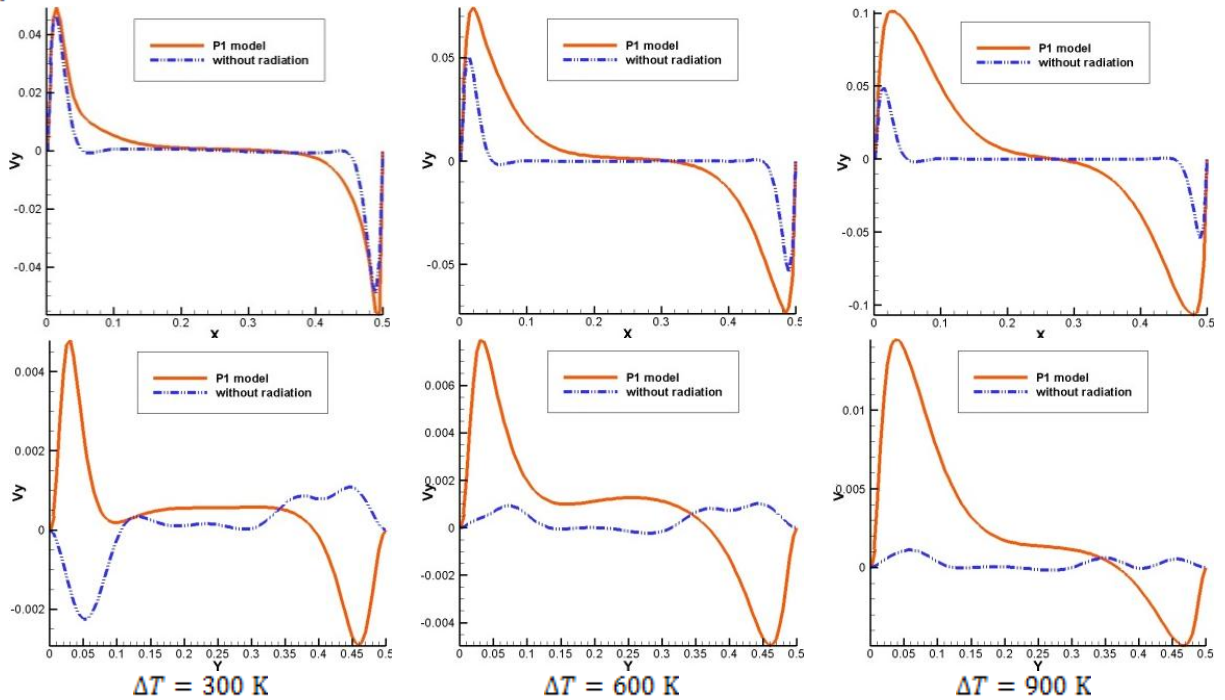 P1 model
without radiation
0.04
0.02
0
-0.02
-0.04
Vy
0
0.1
0.2
0.3
0.4
0.5
X
P1 model
without radiation
0.05
0
-0.05
Vy
0
0.1
0.2
0.3
0.4
0.5
X
P1 model
without radiation
0.1
0.05
0
-0.05
-0.1
Vy
0
0.1
0.2
0.3
0.4
0.5
X
P1 model
without radiation
0.004
0.002
0
-0.002
Vy
0
0.05
0.1
0.15
0.2
0.25
0.3
0.35
0.4
0.45
0.5
Y
P1 model
without radiation
0.006
0.004
0.002
0
-0.002
-0.004
Vy
0
0.05
0.1
0.15
0.2
0.25
0.3
0.35
0.4
0.45
0.5
Y
P1 model
without radiation
0.01
0.005
0
Vy
0
0.05
0.1
0.15
0.2
0.25
0.3
0.35
0.4
0.45
0.5
Y
ΔT = 300 K
ΔT = 600 K
ΔT = 900 K